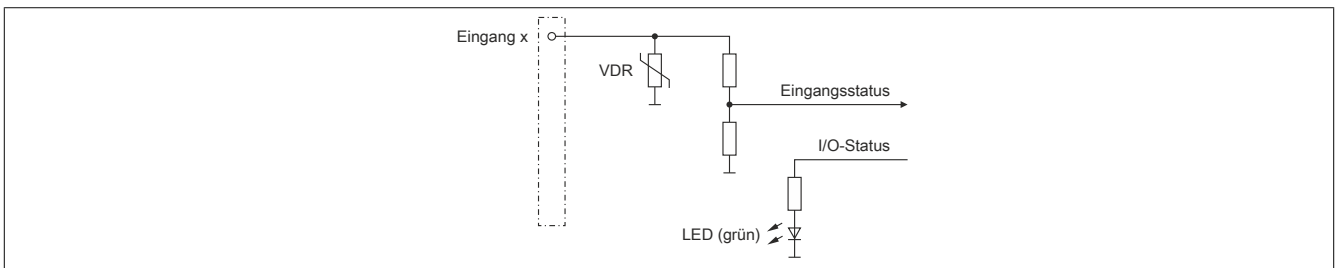 Eingang x
VDR
Eingangsstatus
I/O-Status
LED (grün)